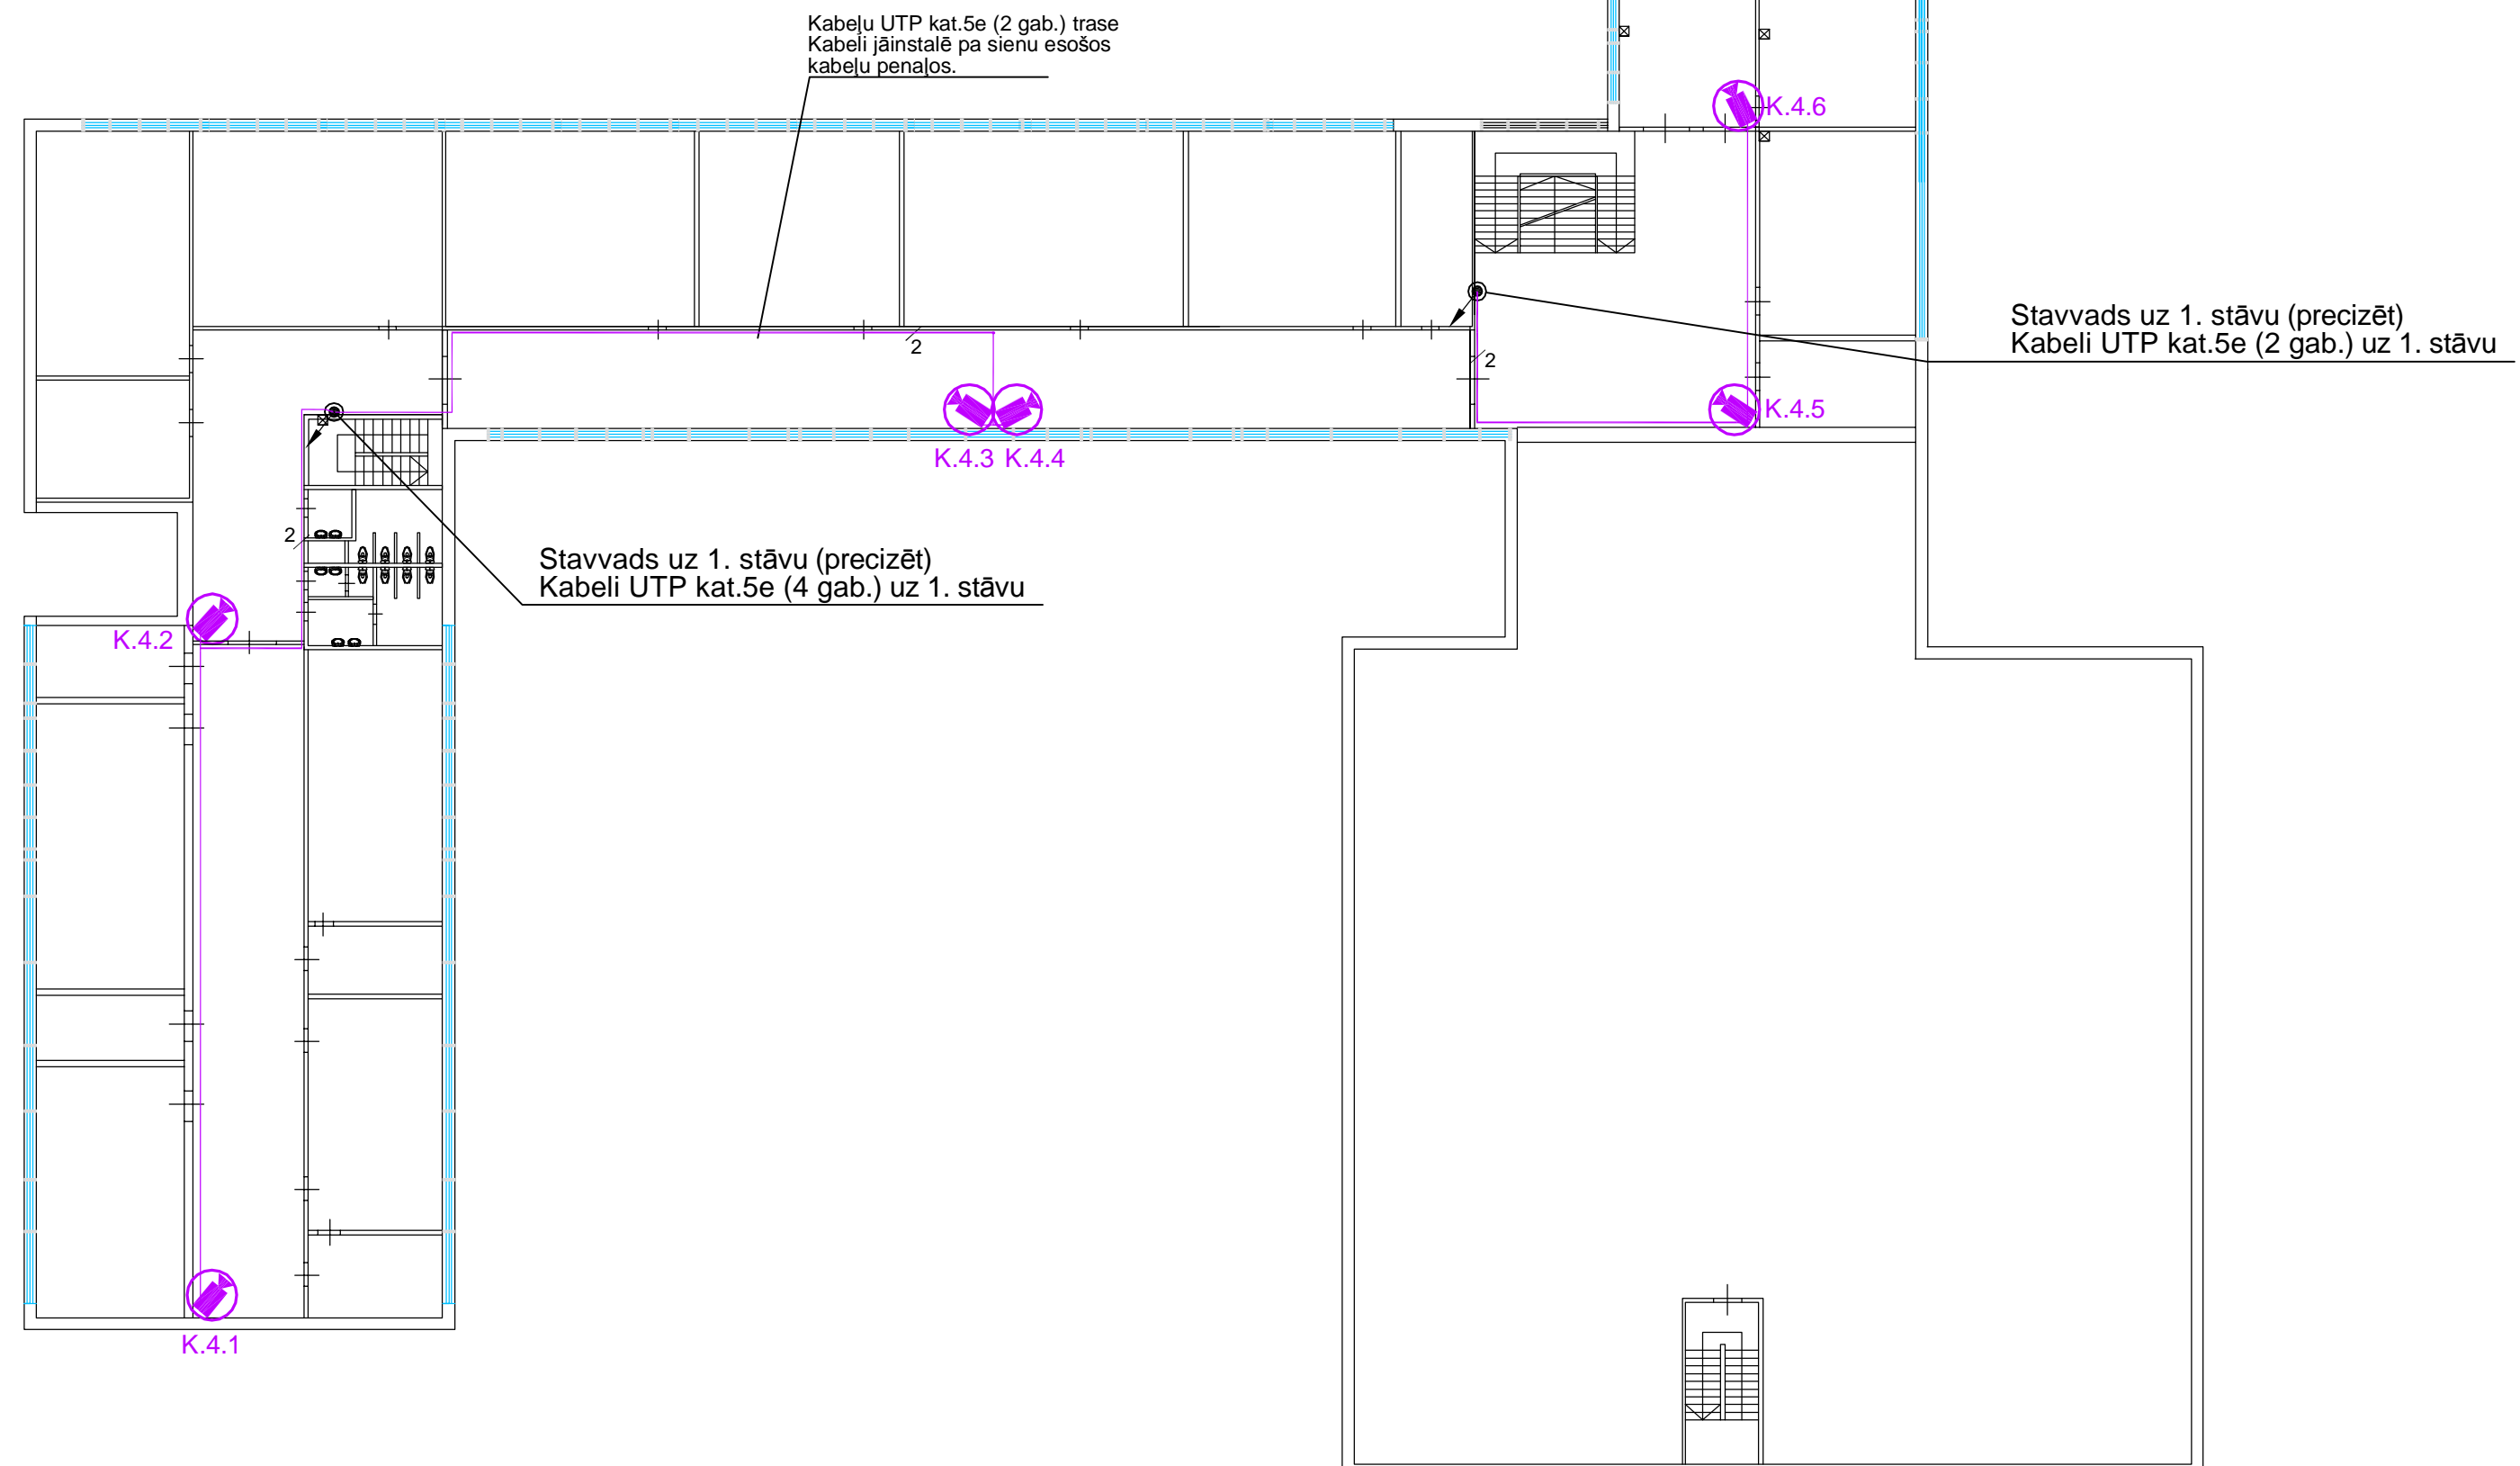 Kabeļu UTP kat.5e (2 gab.) trase
Kabeli jāinstalē pa sienu esošos
kabeļu penaļos.
K.4.6
Stavvads uz 1. stāvu (precizēt)
Kabeli UTP kat.5e (2 gab.) uz 1. stāvu
2
2
K.4.5
K.4.3 K.4.4
2
Stavvads uz 1. stāvu (precizēt)
Kabeli UTP kat.5e (4 gab.) uz 1. stāvu
K.4.2
K.4.1